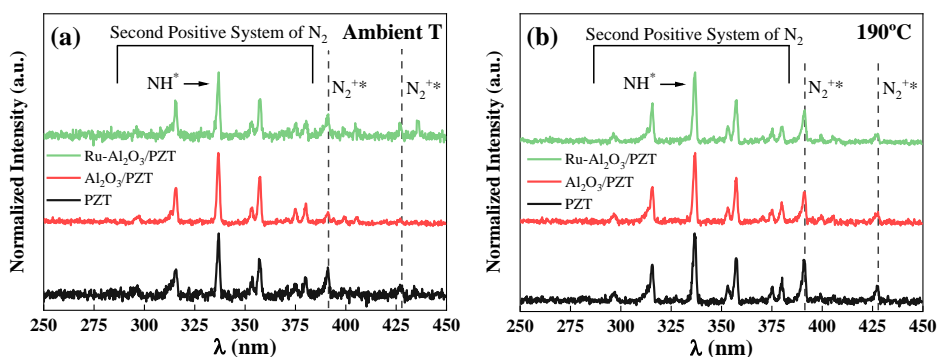 (a) Ambient T
Second Positive System of N₂
NH* → N₂⁺* N₂⁺*
Ru-Al₂O₃/PZT
Al₂O₃/PZT
PZT
Normalized Intensity (a.u.)
250 275 300 325 350 375 400 425 450
λ (nm)
(b) 190ºC
Second Positive System of N₂
NH* → N₂⁺* N₂⁺*
Ru-Al₂O₃/PZT
Al₂O₃/PZT
PZT
Normalized Intensity (a.u.)
250 275 300 325 350 375 400 425 450
λ (nm)